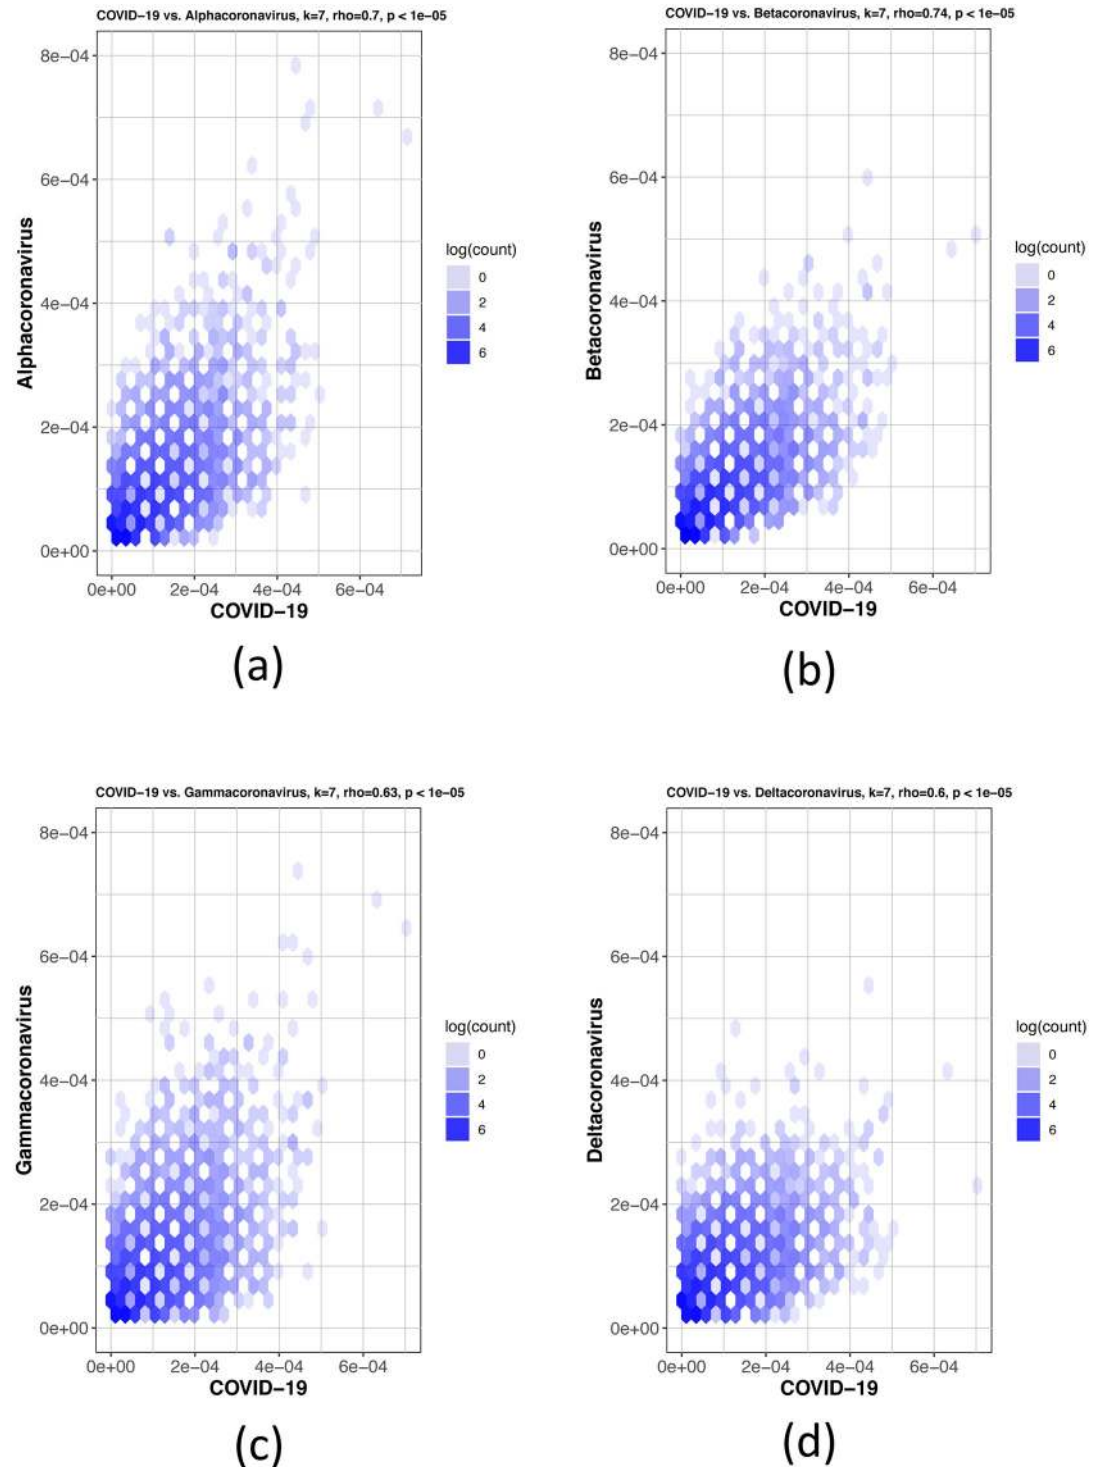 COVID−19 vs. Alphacoronavirus, k=7, rho=0.7, p < 1e−05
8e−04
6e−04
4e−04
2e−04
0e+00
Alphacoronavirus
0e+00 2e−04 4e−04 6e−04
COVID−19
log(count)
0
2
4
6
(a)
COVID−19 vs. Betacoronavirus, k=7, rho=0.74, p < 1e−05
8e−04
6e−04
4e−04
2e−04
0e+00
Betacoronavirus
0e+00 2e−04 4e−04 6e−04
COVID−19
log(count)
0
2
4
6
(b)
COVID−19 vs. Gammacoronavirus, k=7, rho=0.63, p < 1e−05
8e−04
6e−04
4e−04
2e−04
0e+00
Gammacoronavirus
0e+00 2e−04 4e−04 6e−04
COVID−19
log(count)
0
2
4
6
(c)
COVID−19 vs. Deltacoronavirus, k=7, rho=0.6, p < 1e−05
8e−04
6e−04
4e−04
2e−04
0e+00
Deltacoronavirus
0e+00 2e−04 4e−04 6e−04
COVID−19
log(count)
0
2
4
6
(d)